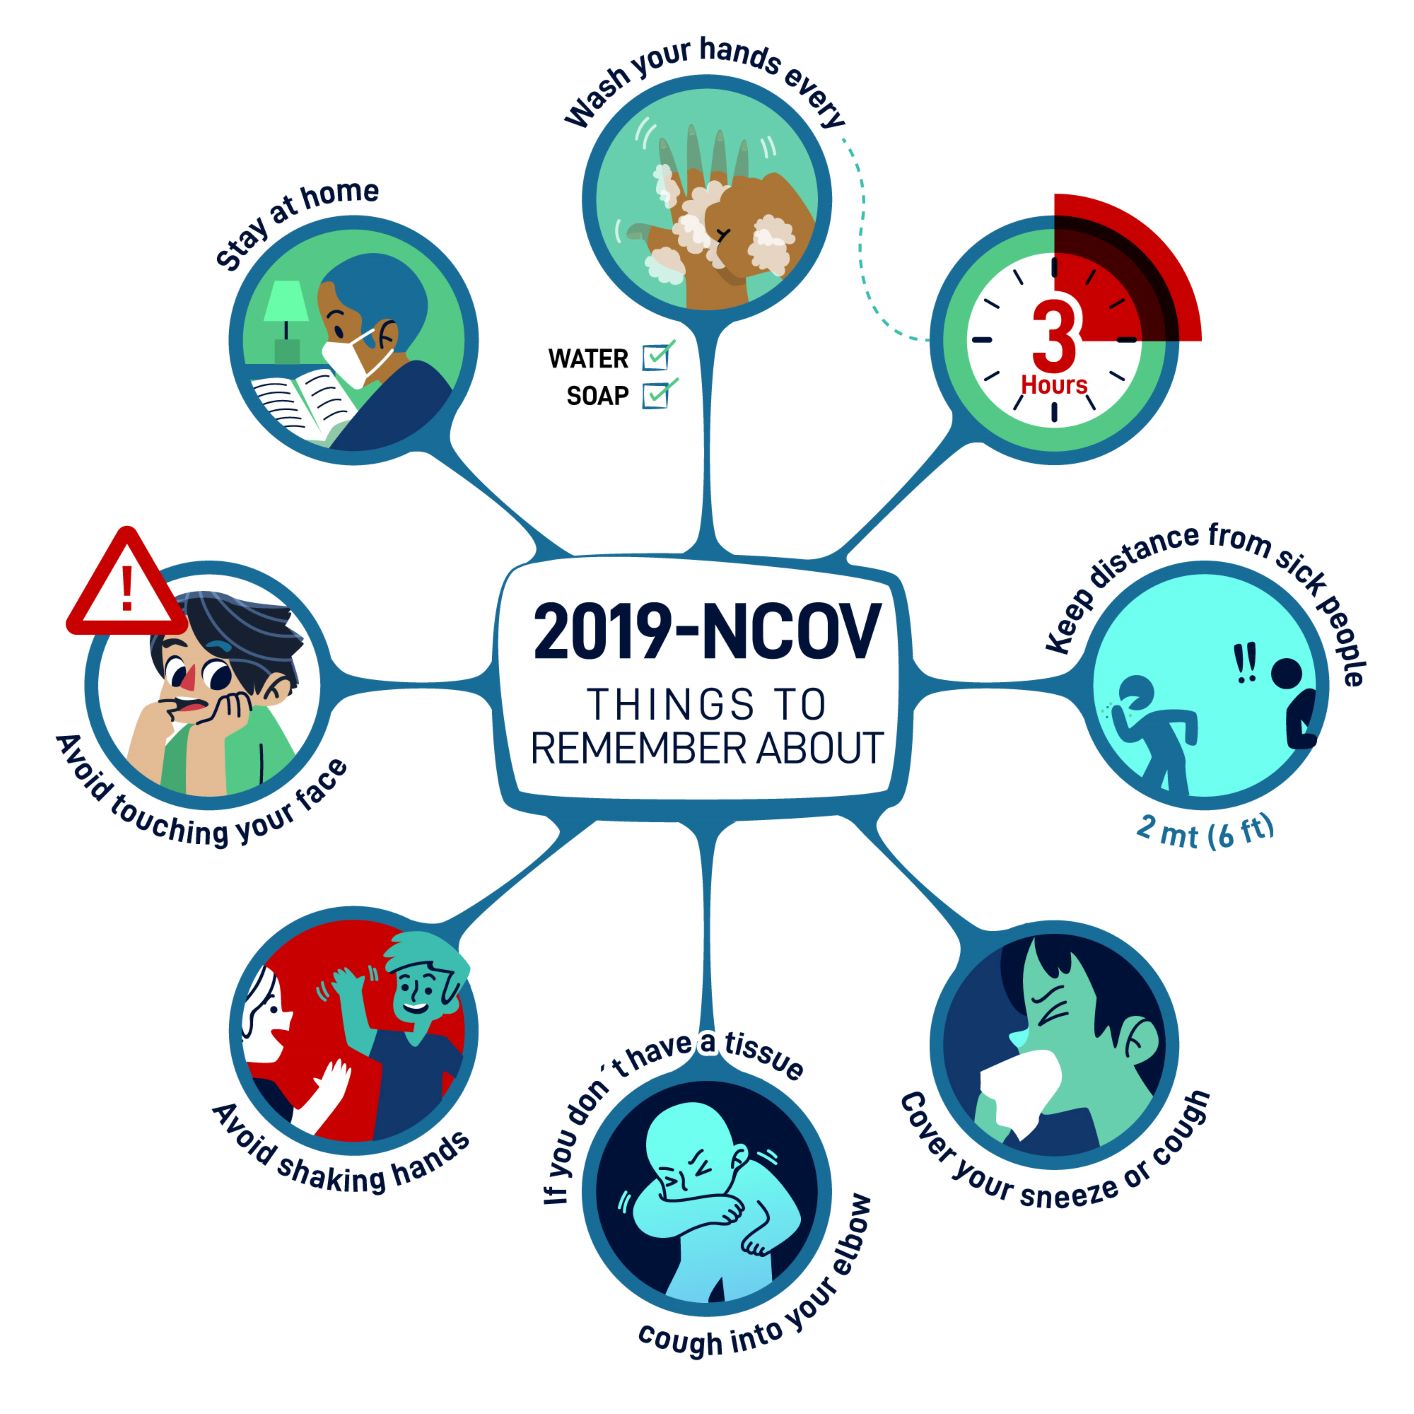 Wash your hands every
3
Hours
WATER
SOAP
Stay at home
Keep distance from sick people
2 mt (6 ft)
2019-NCOV
THINGS TO
REMEMBER ABOUT
!
Avoid touching your face
!!
Avoid shaking hands
If you don´t have a tissue
cough into your elbow
Cover your sneeze or cough